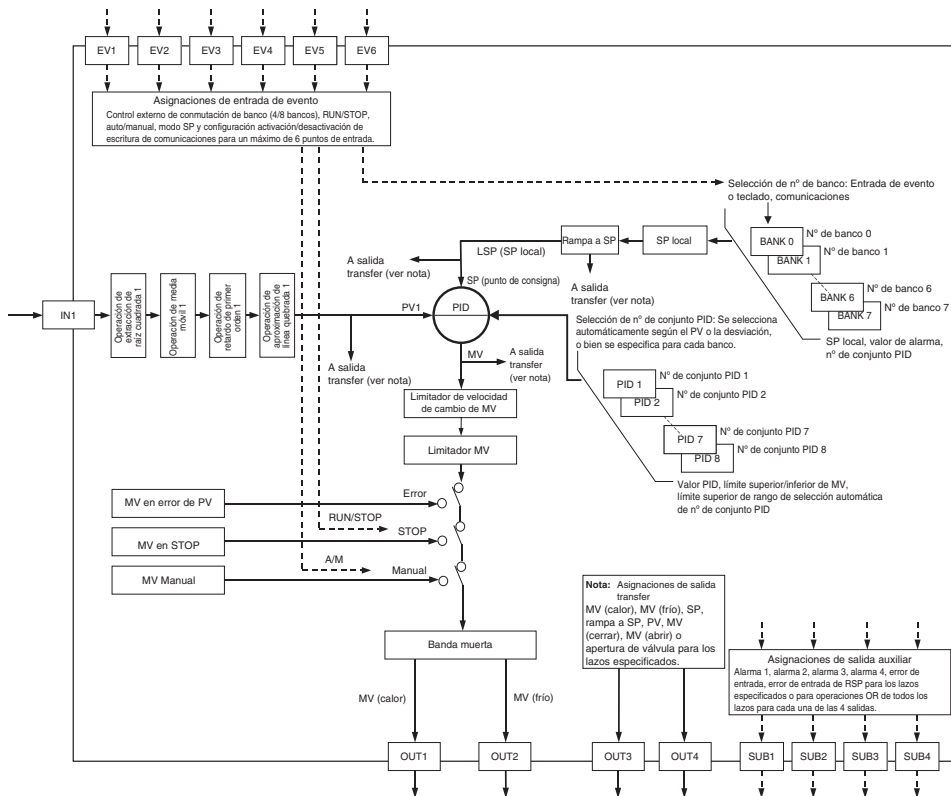 EV1 EV2 EV3 EV4 EV5 EV6
Asignaciones de entrada de evento
Control externo de conmutación de banco (4/8 bancos), RUN/STOP,
auto/manual, modo SP y configuración activación/desactivación de
escritura de comunicaciones para un máximo de 6 puntos de entrada.
Selección de nº de banco: Entrada de evento
o teclado, comunicaciones
BANK 0
Nº de banco 0
BANK 1
Nº de banco 1
BANK 6
Nº de banco 6
BANK 7
Nº de banco 7
SP local, valor de alarma,
nº de conjunto PID
SP local
Rampa a SP
LSP (SP local)
A salida
transfer (ver nota)
A salida
transfer (ver nota)
SP (punto de consigna)
IN1
Operación de
extracción de
raíz cuadrada 1
Operación de media
móvil 1
Operación de
retardo de primer
orden 1
Operación de
aproximación de
línea quebrada 1
PV1
PID
A salida
transfer (ver nota)
MV
A salida
transfer
(ver nota)
Selección de nº de conjunto PID: Se selecciona
automáticamente según el PV o la desviación,
o bien se especifica para cada banco.
PID 1
Nº de conjunto PID 1
PID 2
Nº de conjunto PID 2
PID 7
Nº de conjunto PID 7
PID 8
Nº de conjunto PID 8
Valor PID, límite superior/inferior de MV,
límite superior de rango de selección automática
de nº de conjunto PID
Limitador de velocidad
de cambio de MV
Limitador MV
MV en error de PV
Error
RUN/STOP
MV en STOP
STOP
A/M
MV Manual
Manual
Banda muerta
MV (calor)
MV (frío)
Nota: Asignaciones de salida
transfer
MV (calor), MV (frío), SP,
rampa a SP, PV, MV
(cerrar), MV (abrir) o
apertura de válvula para los
lazos especificados.
Asignaciones de salida auxiliar
Alarma 1, alarma 2, alarma 3, alarma 4, error de
entrada, error de entrada de RSP para los lazos
especificados o para operaciones OR de todos los
lazos para cada una de las 4 salidas.
OUT1 OUT2 OUT3 OUT4 SUB1 SUB2 SUB3 SUB4